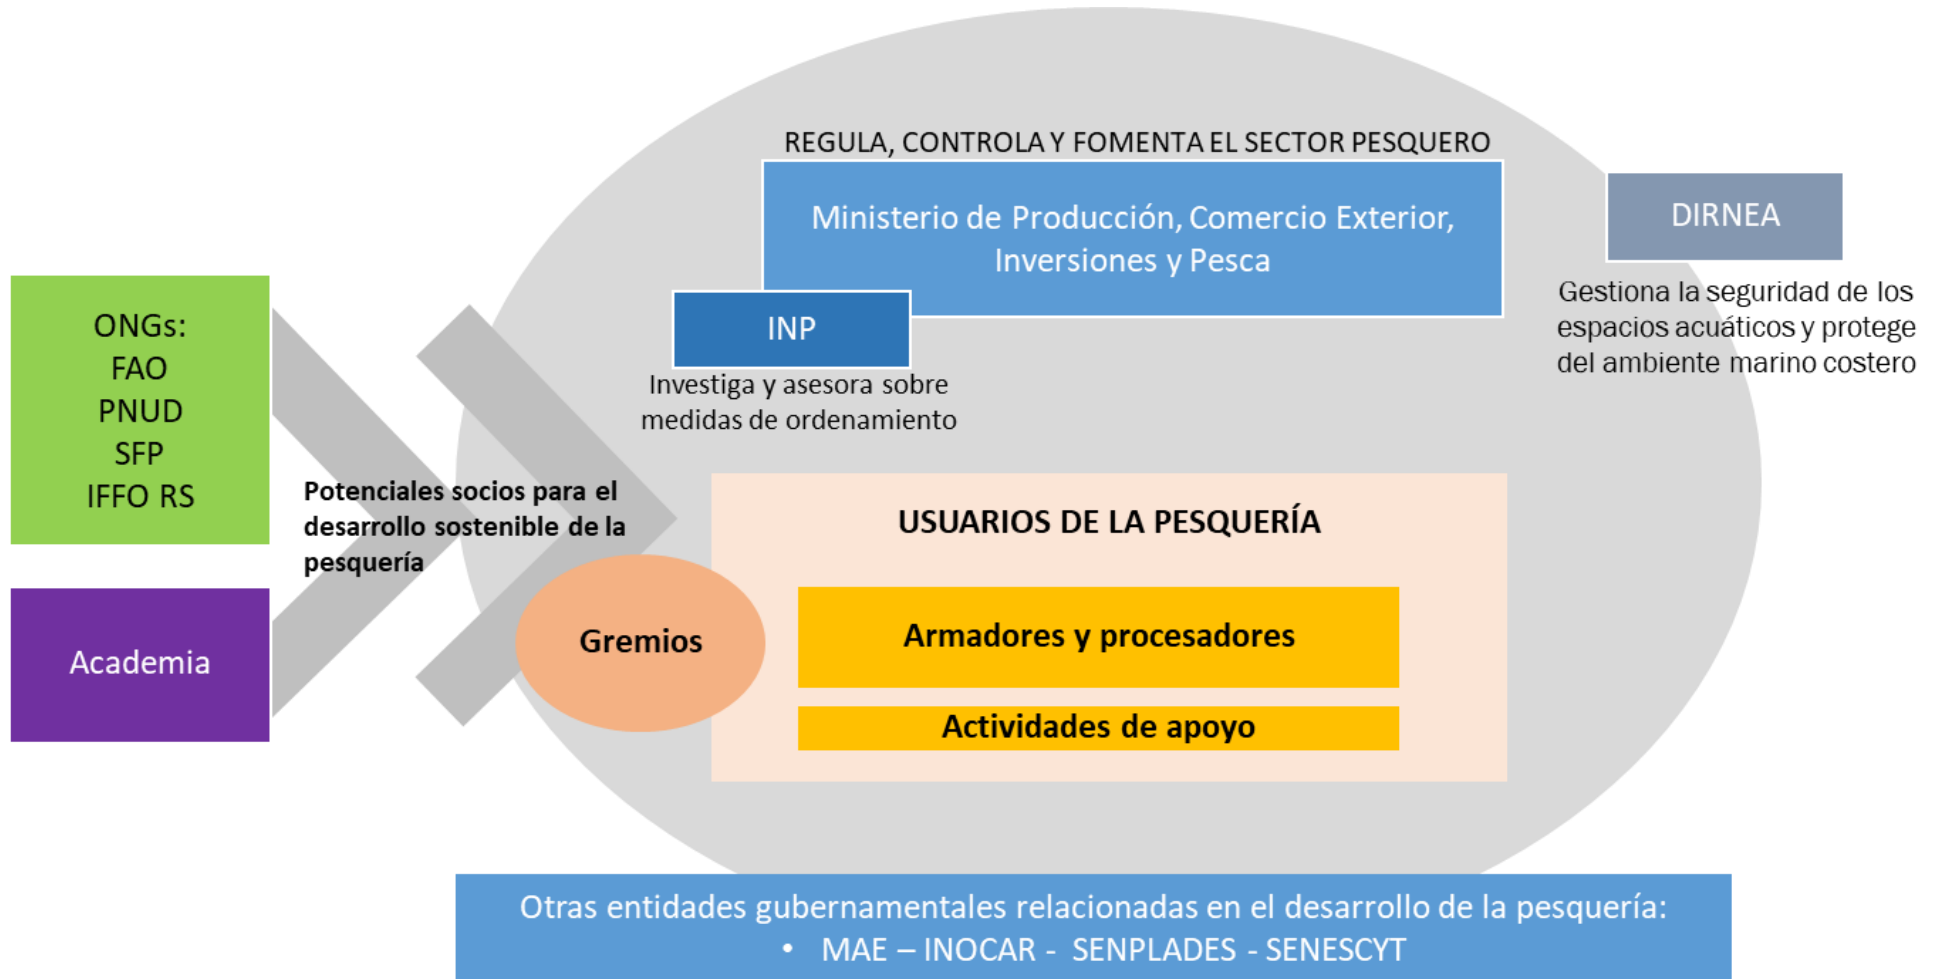 REGULA, CONTROLA Y FOMENTA EL SECTOR PESQUERO
Ministerio de Producción, Comercio Exterior,
Inversiones y Pesca
DIRNEA
Gestiona la seguridad de los
espacios acuáticos y protege
del ambiente marino costero
INP
Investiga y asesora sobre
medidas de ordenamiento
ONGs:
FAO
PNUD
SFP
IFFO RS
Academia
Potenciales socios para el
desarrollo sostenible de la
pesquería
USUARIOS DE LA PESQUERÍA
Gremios
Armadores y procesadores
Actividades de apoyo
Otras entidades gubernamentales relacionadas en el desarrollo de la pesquería:
• MAE – INOCAR - SENPLADES - SENESCYT